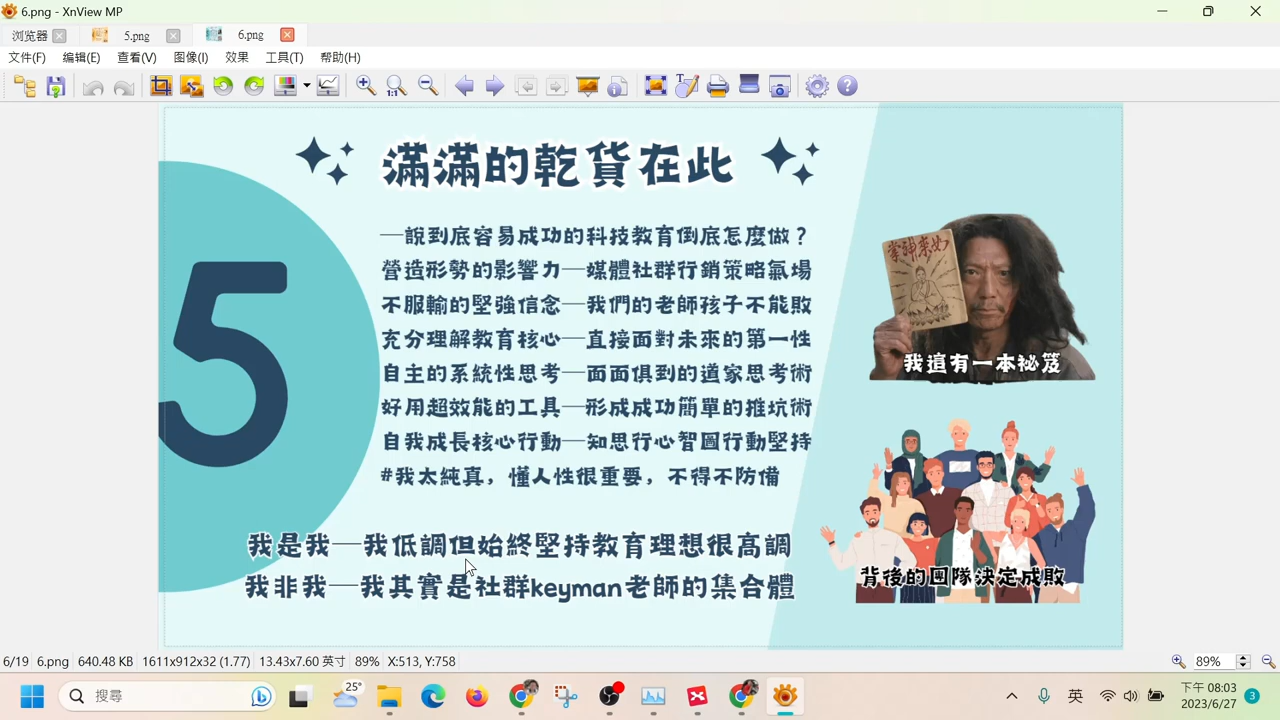 6.png - XnView MP
浏览器 5.png 6.png
文件(F) 编辑(E) 查看(V) 图像(I) 效果 工具(T) 帮助(H)
滿滿的乾貨在此
5
—說到底容易成功的科技教育倒底怎麼做？
營造形勢的影響力—媒體社群行銷策略氣場
不服輸的堅強信念—我們的老師孩子不能敗
充分理解教育核心—直接面對未來的第一性
自主的系統性思考—面面俱到的道家思考術
好用超效能的工具—形成成功簡單的推坑術
自我成長核心行動—知思行心智圖行動堅持
#我太純真，懂人性很重要，不得不防備
我是我—我低調但始終堅持教育理想很高調
我非我—我其實是社群keyman老師的集合體
我這有一本祕笈
背後的團隊決定成敗
6/19 6.png 640.48 KB 1611x912x32 (1.77) 13.43x7.60 英寸 89% X:513, Y:758
89%
搜尋
25°
英
下午 08:03
2023/6/27
3